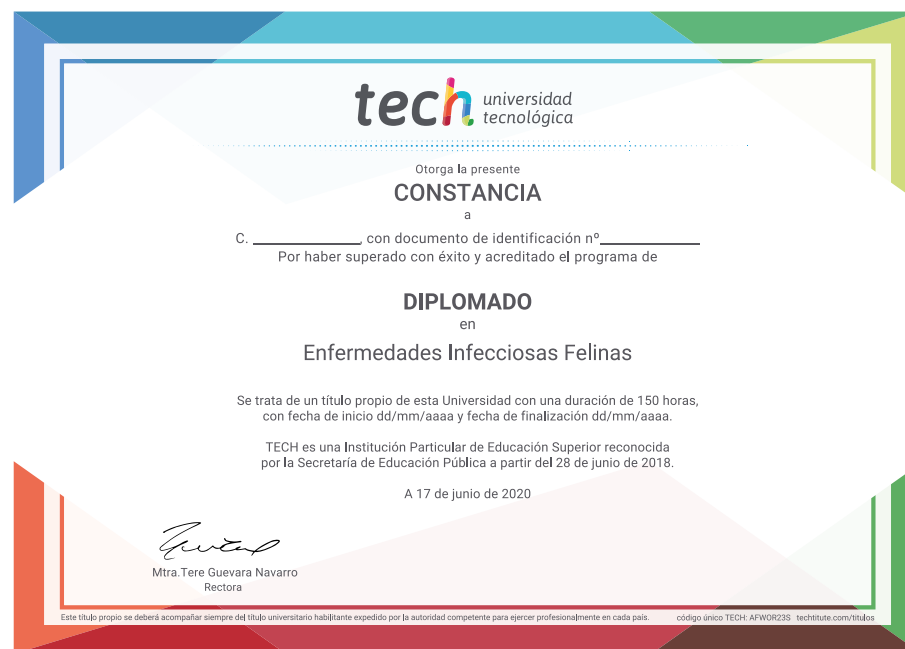 tech universidad
tecnológica
Otorga la presente
CONSTANCIA
a
C. ____________, con documento de identificación nº____________
Por haber superado con éxito y acreditado el programa de
DIPLOMADO
en
Enfermedades Infecciosas Felinas
Se trata de un título propio de esta Universidad con una duración de 150 horas,
con fecha de inicio dd/mm/aaaa y fecha de finalización dd/mm/aaaa.
TECH es una Institución Particular de Educación Superior reconocida
por la Secretaría de Educación Pública a partir del 28 de junio de 2018.
A 17 de junio de 2020
Mtra.Tere Guevara Navarro
Rectora
Este título propio se deberá acompañar siempre del título universitario habilitante expedido por la autoridad competente para ejercer profesionalmente en cada país. código único TECH: AFWOR23S techtitute.com/titulos